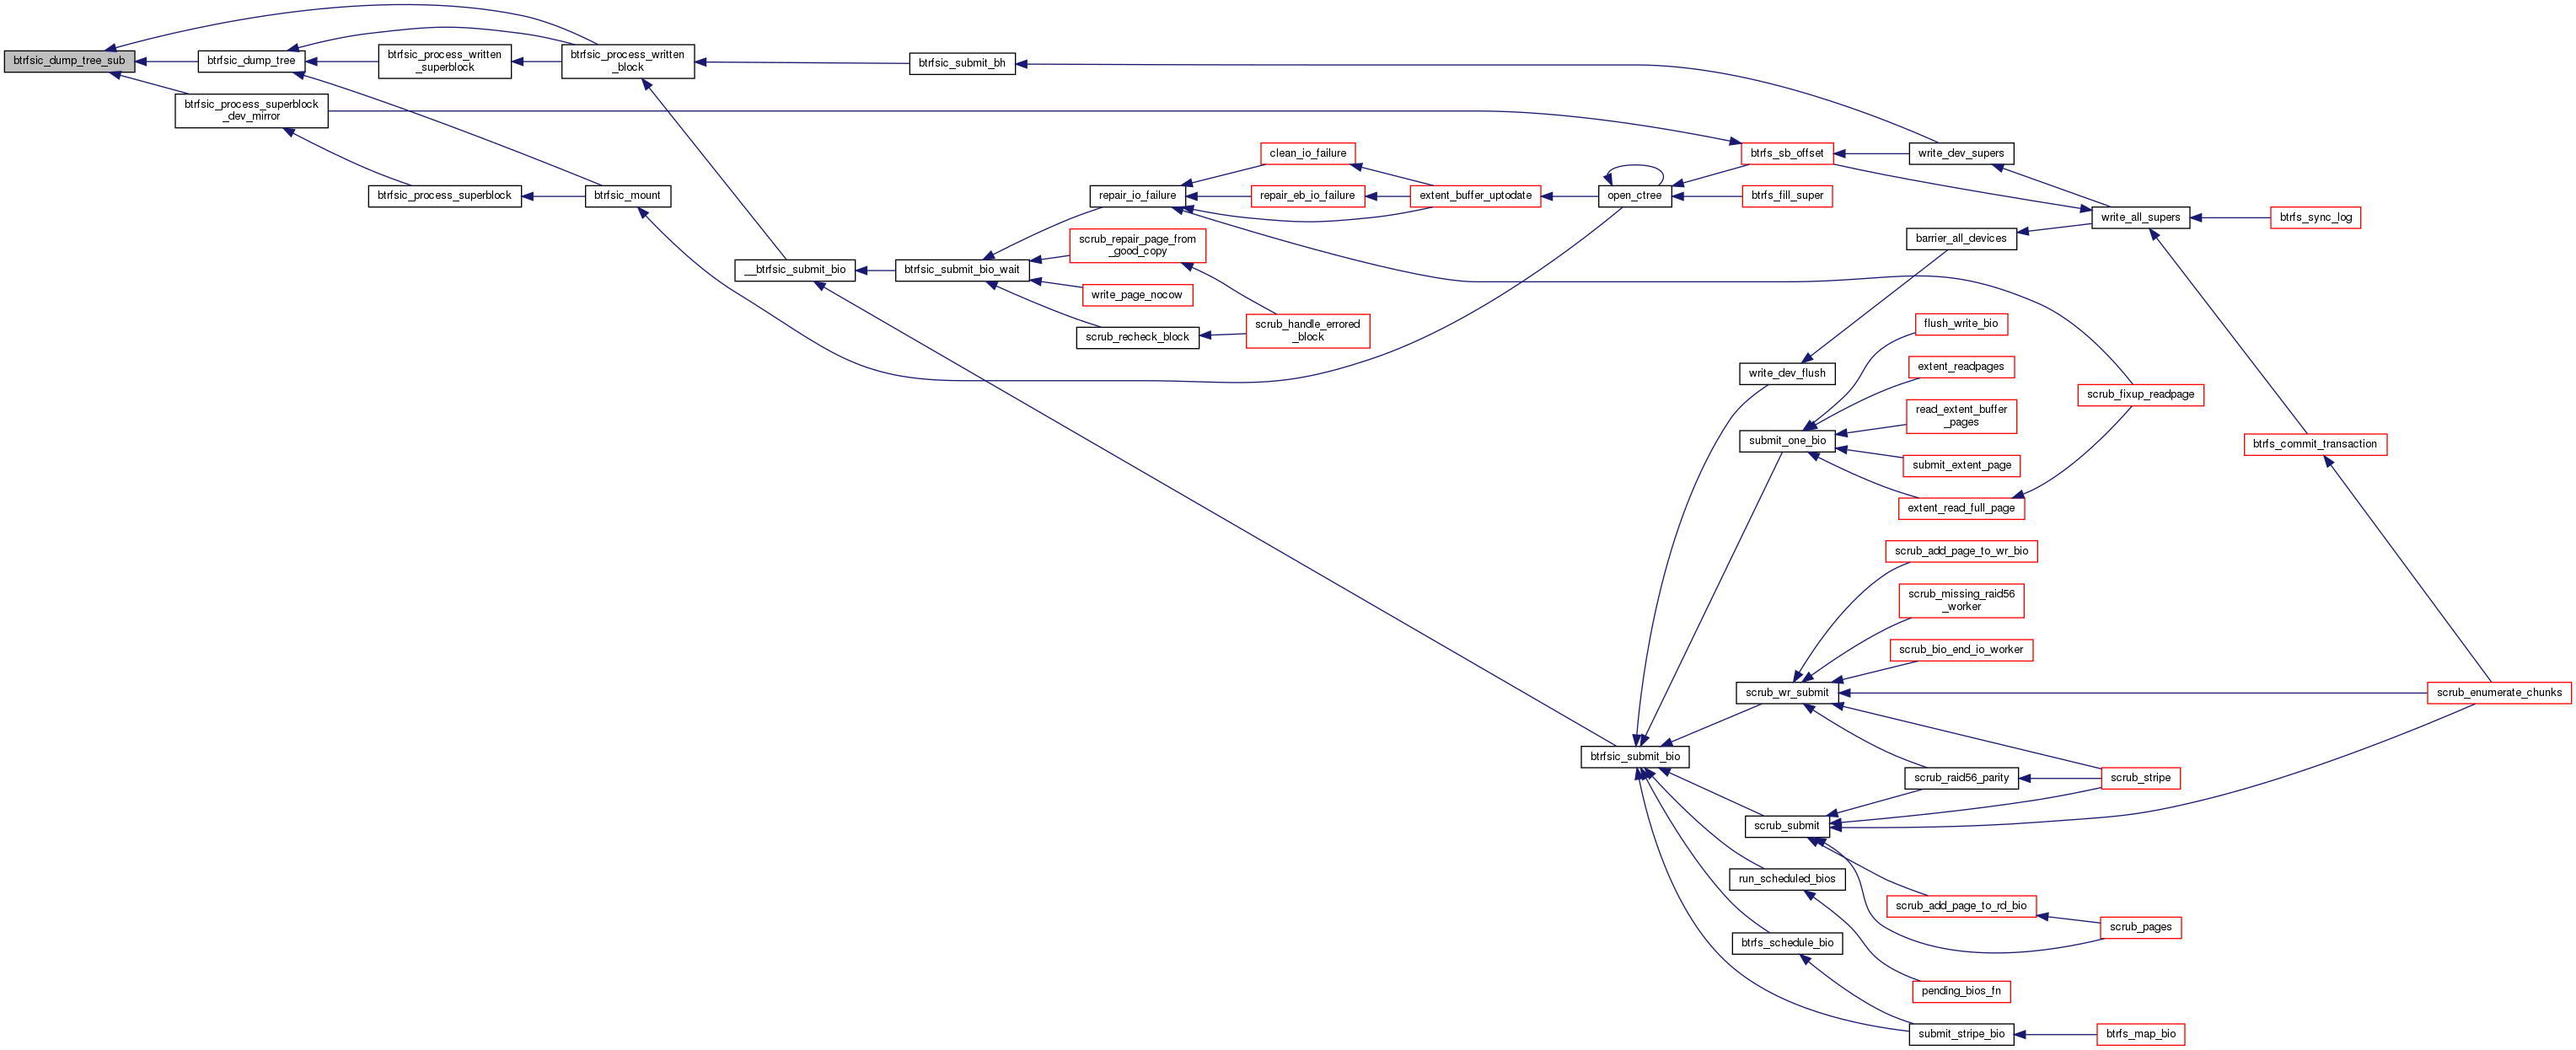 btrfsic_dump_tree_sub
btrfsic_dump_tree
btrfsic_process_written
_superblock
btrfsic_process_written
_block
btrfsic_submit_bh
btrfsic_process_superblock
_dev_mirror
btrfsic_process_superblock
btrfsic_mount
__btrfsic_submit_bio
btrfsic_submit_bio_wait
repair_io_failure
clean_io_failure
repair_eb_io_failure
extent_buffer_uptodate
open_ctree
scrub_repair_page_from
_good_copy
write_page_nocow
scrub_recheck_block
scrub_handle_errored
_block
btrfs_sb_offset
btrfs_fill_super
write_dev_supers
write_all_supers
btrfs_sync_log
barrier_all_devices
write_dev_flush
submit_one_bio
flush_write_bio
extent_readpages
read_extent_buffer
_pages
submit_extent_page
extent_read_full_page
scrub_fixup_readpage
btrfs_commit_transaction
scrub_add_page_to_wr_bio
scrub_missing_raid56
_worker
scrub_bio_end_io_worker
scrub_wr_submit
scrub_enumerate_chunks
btrfsic_submit_bio
scrub_raid56_parity
scrub_stripe
scrub_submit
run_scheduled_bios
scrub_add_page_to_rd_bio
scrub_pages
btrfs_schedule_bio
pending_bios_fn
submit_stripe_bio
btrfs_map_bio